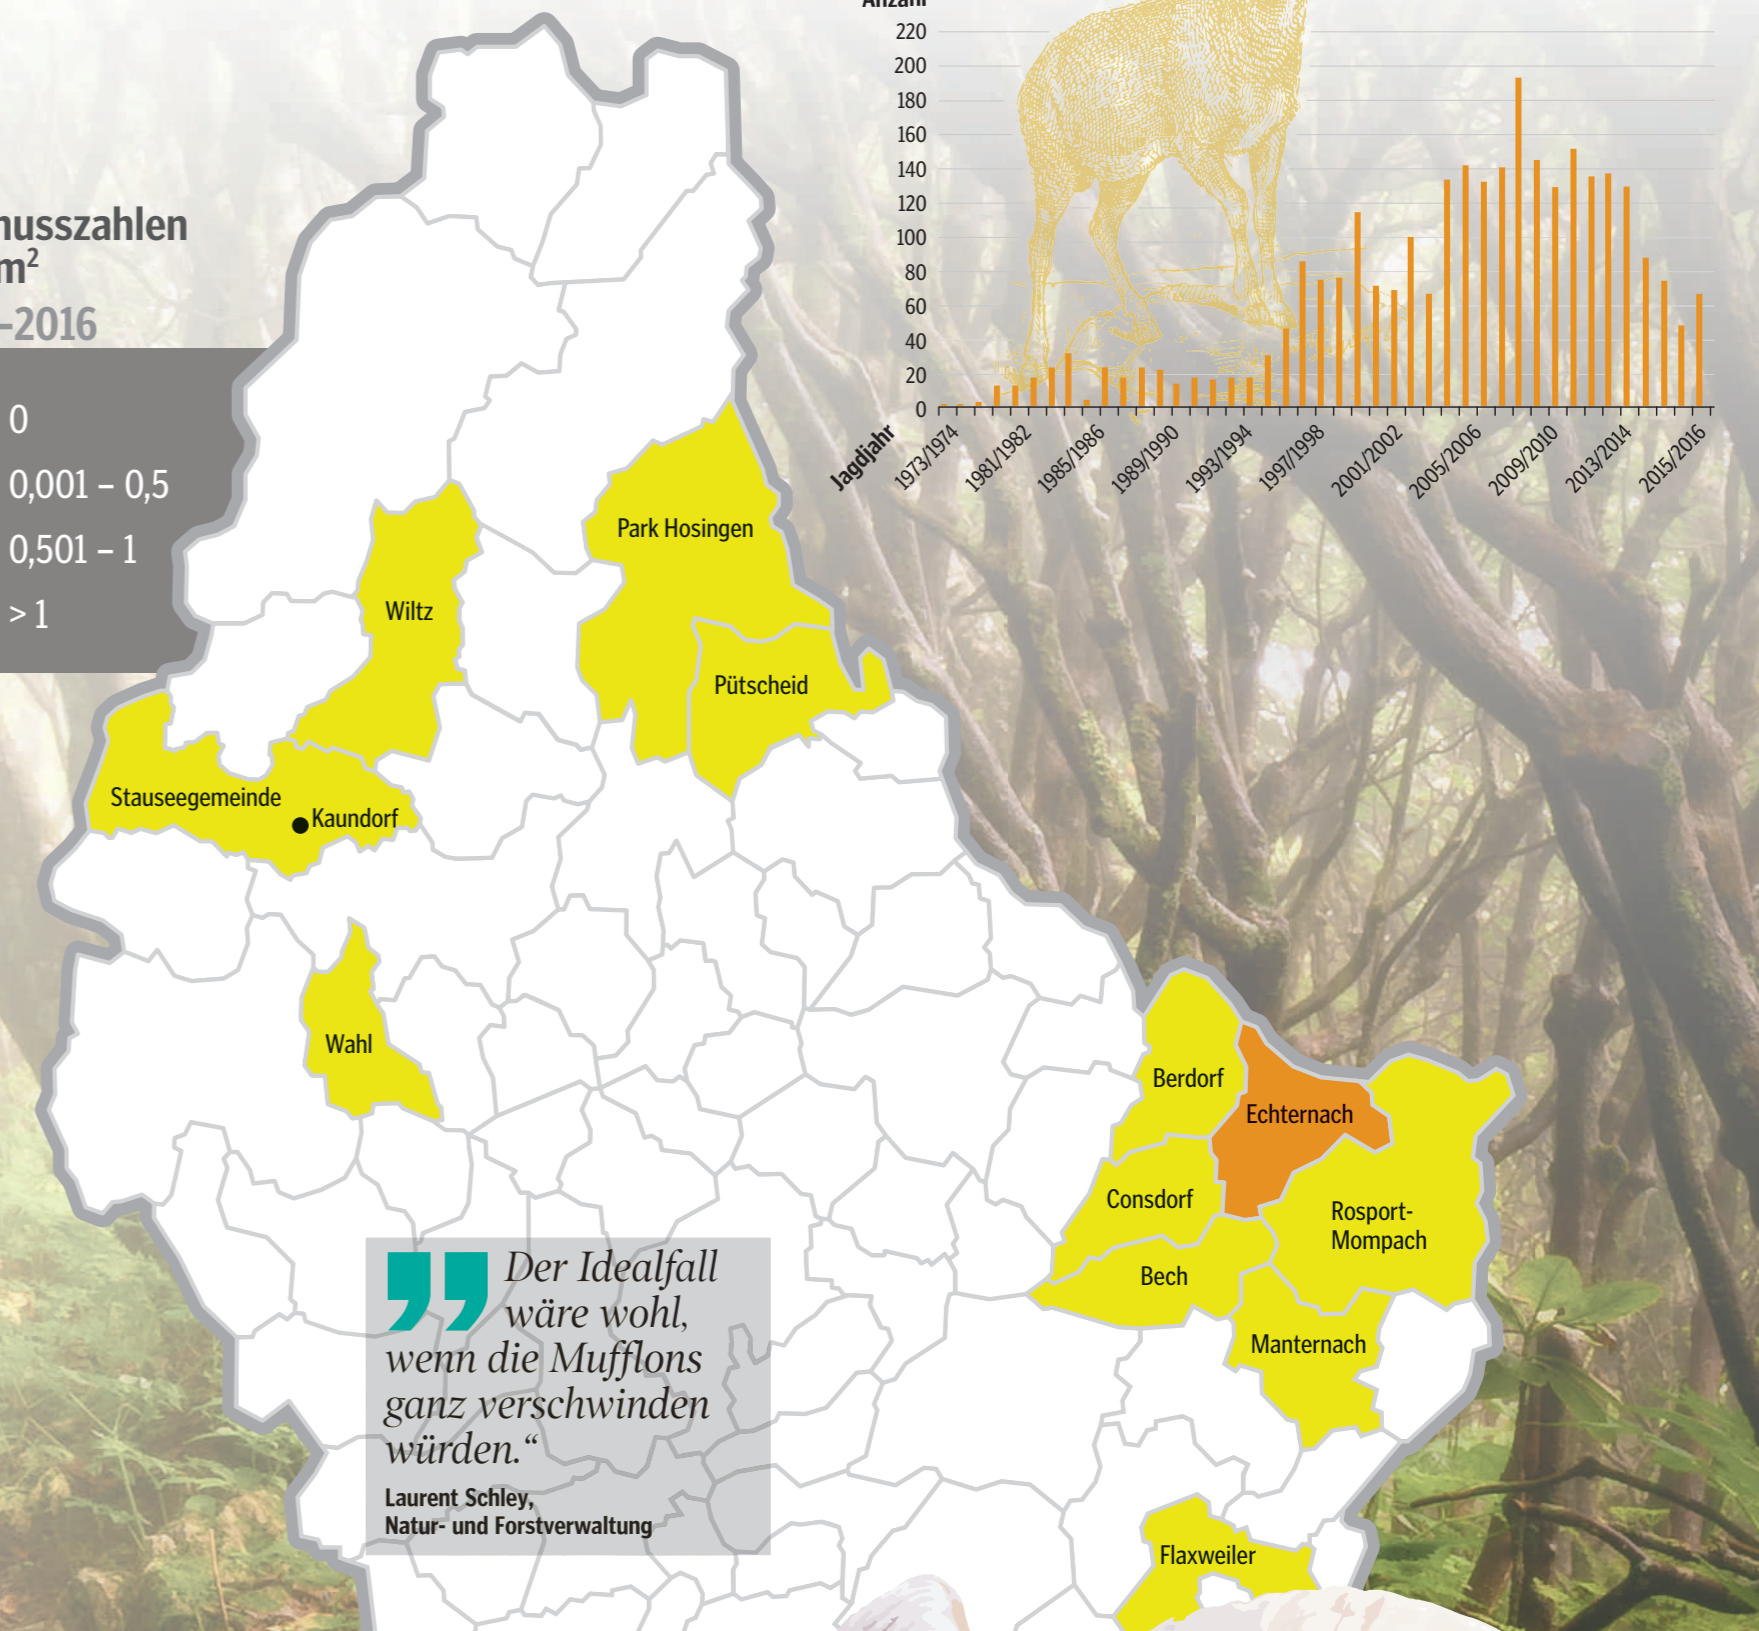 Anzahl
220
200
180
160
140
120
100
80
60
40
20
0
Jagdjahr
1973/1974
1981/1982
1985/1986
1989/1990
1993/1994
1997/1998
2001/2002
2005/2006
2009/2010
2013/2014
2015/2016
–2016
0
0,001 – 0,5
0,501 – 1
> 1
Park Hosingen
Wiltz
Pütscheid
Stauseegemeinde
Kaundorf
Wahl
Berdorf
Echternach
Consdorf
Rosport-
Mompach
Bech
Manternach
Flaxweiler
„ Der Idealfall
wäre wohl,
wenn die Mufflons
ganz verschwinden
würden.“
Laurent Schley,
Natur- und Forstverwaltung